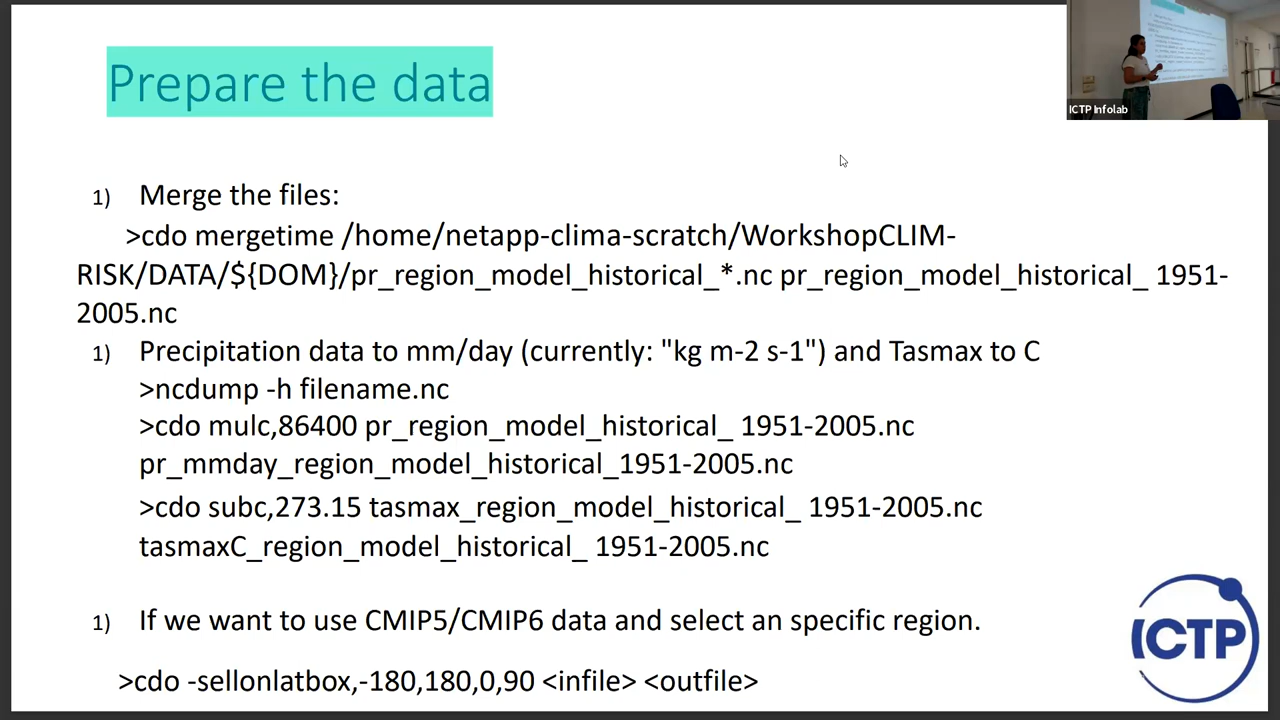 Prepare the data
ICTP Infolab
1) Merge the files:
>cdo mergetime /home/netapp-clima-scratch/WorkshopCLIM-
RISK/DATA/${DOM}/pr_region_model_historical_*.nc pr_region_model_historical_ 1951-
2005.nc
1) Precipitation data to mm/day (currently: "kg m-2 s-1") and Tasmax to C
>ncdump -h filename.nc
>cdo mulc,86400 pr_region_model_historical_ 1951-2005.nc
pr_mmday_region_model_historical_1951-2005.nc
>cdo subc,273.15 tasmax_region_model_historical_ 1951-2005.nc
tasmaxC_region_model_historical_ 1951-2005.nc
1) If we want to use CMIP5/CMIP6 data and select an specific region.
>cdo -sellonlatbox,-180,180,0,90 <infile> <outfile>
ICTP